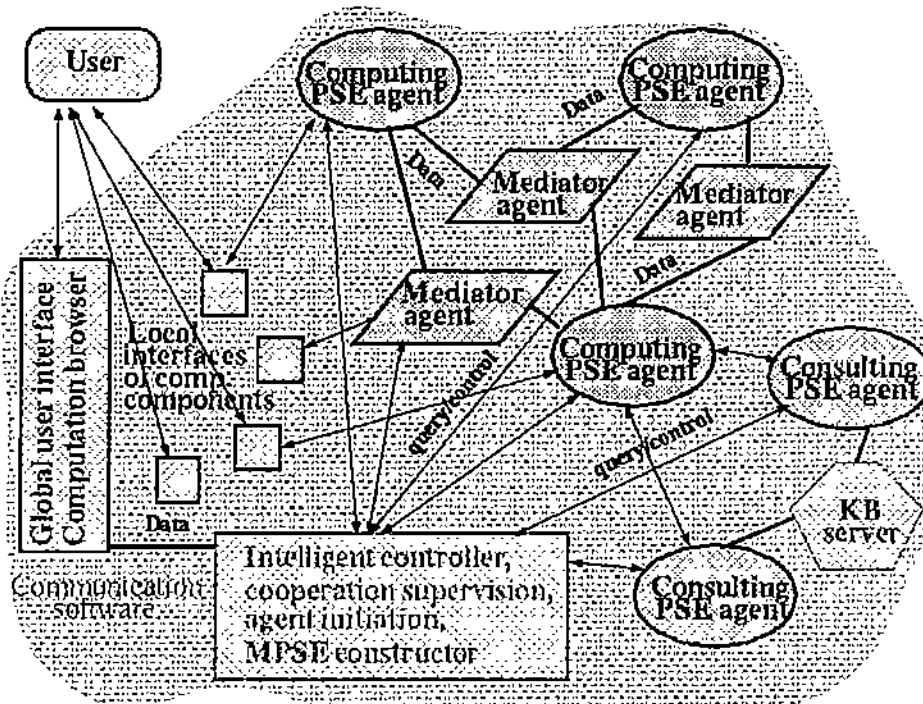 User
Computing
PSE agent
Computing
PSE agent
Data
Data
Mediator
agent
Mediator
agent
Data
Mediator
agent
Global user interface
Computation browser
Local
interfaces
of comp.
components
Computing
PSE agent
Consulting
PSE agent
query/control
query/control
Data
KB
server
Intelligent controller,
cooperation supervision,
agent initiation,
MPSE constructor
Consulting
PSE agent
Communication
software